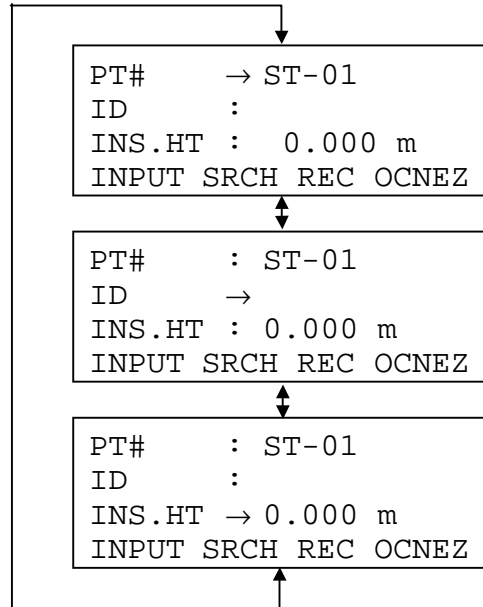 PT# → ST-01
ID :
INS.HT : 0.000 m
INPUT SRCH REC OCNEZ
PT# : ST-01
ID →
INS.HT : 0.000 m
INPUT SRCH REC OCNEZ
PT# : ST-01
ID :
INS.HT → 0.000 m
INPUT SRCH REC OCNEZ